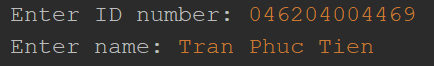 Enter ID number: 046204004469
Enter name: Tran Phuc Tien